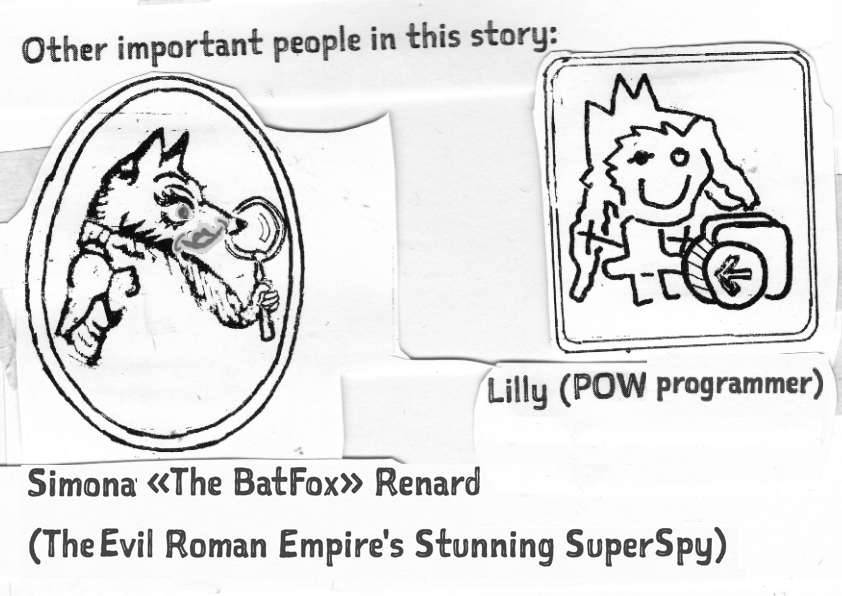 Other important people in this story:
Lilly (POW programmer)
Simona «The BatFox» Renard
(The Evil Roman Empire's Stunning SuperSpy)